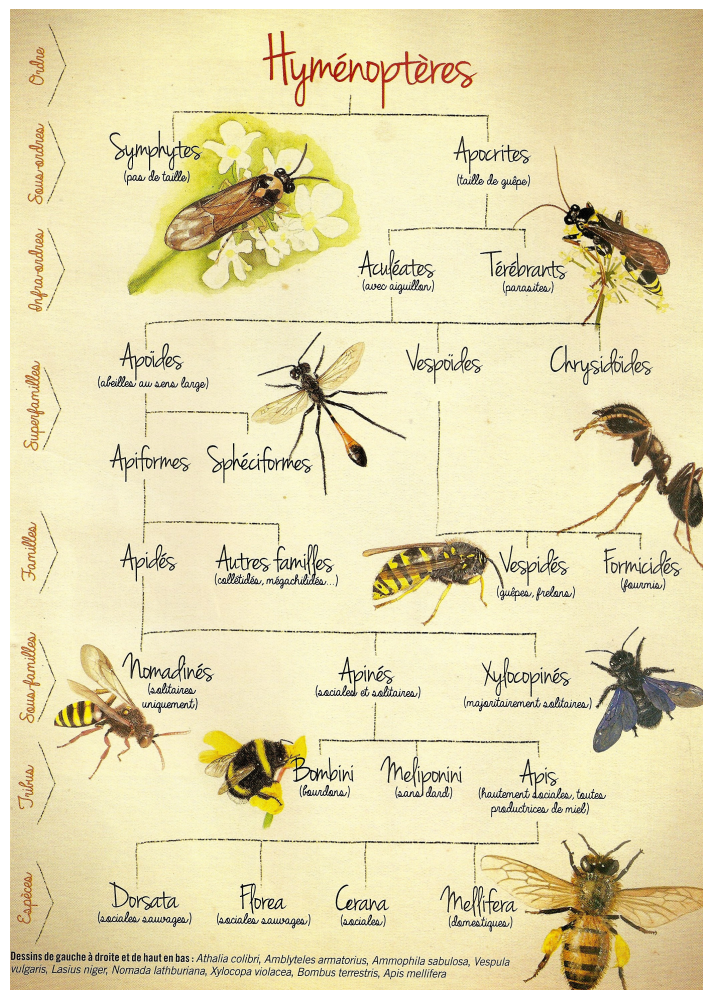 Hyménoptères
Ordre
Sous-ordres
Symphytes
(pas de taille)
Apocrites
(taille de guêpe)
Infra-ordres
Aculéates
(avec aiguillon)
Térébrants
(parasites)
Superfamilles
Apoïdes
(abeilles au sens large)
Vespoïdes
Chrysidöides
Apiformes
Sphéciformes
Familles
Apidés
Autres familles
(collétidés, mégachilidés...)
Vespidés
(guêpes, frelons)
Formicidés
(fourmis)
Sous-familles
Nomadinés
(solitaires
uniquement)
Apinés
(sociales et solitaires)
Xylocopinés
(majoritairement solitaires)
Tribus
Bombini
(bourdons)
Meliponini
(sans dard)
Apis
(hautement sociales, toutes
productrices de miel)
Espèces
Dorsata
(sociales sauvages)
Florea
(sociales sauvages)
Cerana
(sociales)
Mellifera
(domestiques)
Dessins de gauche à droite et de haut en bas : Athalia colibri, Amblyteles armatorius, Ammophila sabulosa, Vespula
vulgaris, Lasius niger, Nomada lathburiana, Xylocopa violacea, Bombus terrestris, Apis mellifera